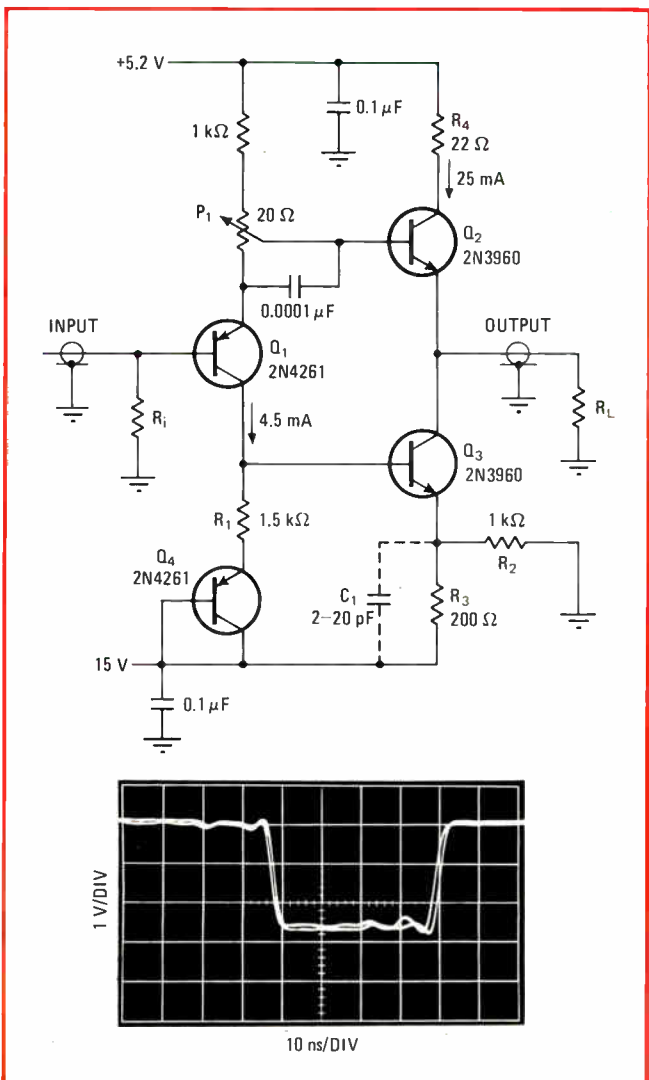 +5.2 V
0.1 μF
1 kΩ
R4
22 Ω
25 mA
P1
20 Ω
Q2
2N3960
0.0001 μF
INPUT
OUTPUT
Q1
2N4261
Ri
4.5 mA
RL
Q3
2N3960
R1
1.5 kΩ
1 kΩ
R2
Q4
2N4261
C1
2–20 pF
R3
200 Ω
15 V
0.1 μF
1 V/DIV
10 ns/DIV